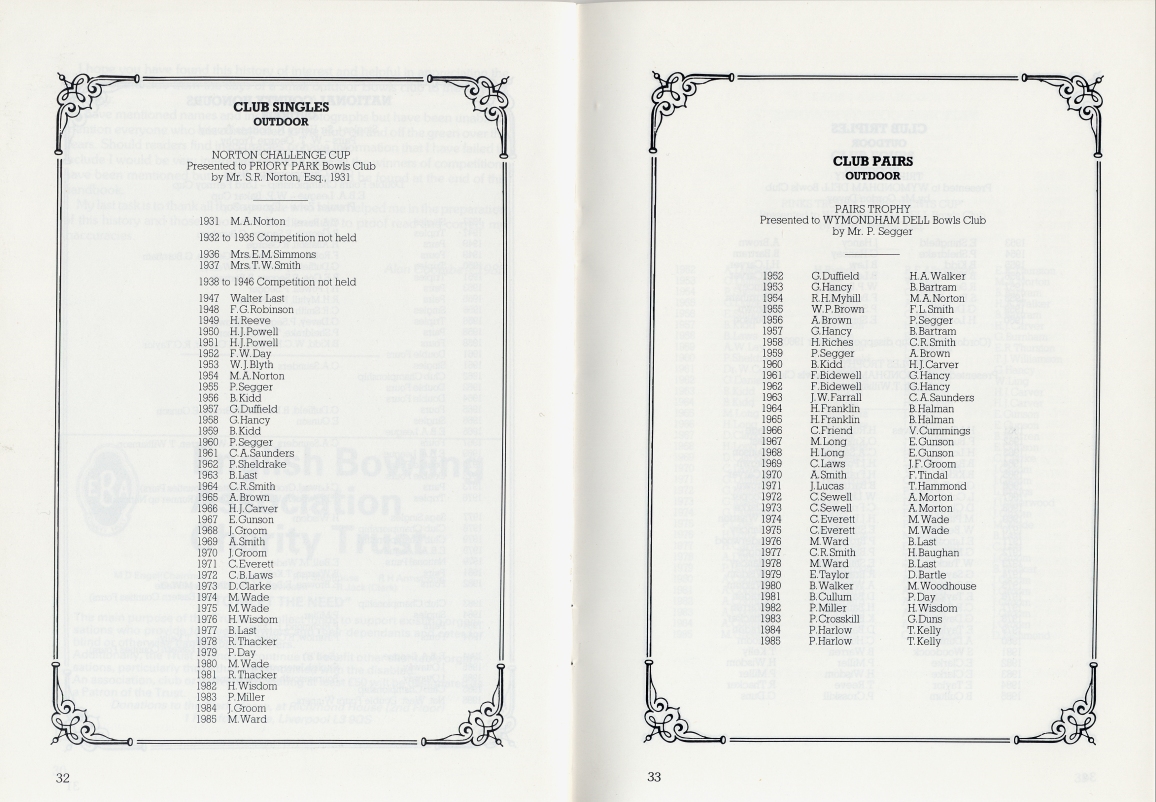 CLUB SINGLES
OUTDOOR
NORTON CHALLENGE CUP
Presented to PRIORY PARK Bowls Club
by Mr. S.R. Norton, Esq., 1931
1931 M.A.Norton
1932 to 1935 Competition not held
1936 Mrs.E.M.Simmons
1937 Mrs.T.W.Smith
1938 to 1946 Competition not held
1947 Walter Last
1948 F.G.Robinson
1949 H.Reeve
1950 H.J.Powell
1951 H.J.Powell
1952 F.W.Day
1953 W.J.Blyth
1954 M.A.Norton
1955 P.Segger
1956 B.Kidd
1957 G.Duffield
1958 G.Hancy
1959 B.Kidd
1960 P.Segger
1961 C.A.Saunders
1962 P.Sheldrake
1963 B.Last
1964 C.R.Smith
1965 A.Brown
1966 H.J.Carver
1967 E.Gunson
1968 J.Groom
1969 A.Smith
1970 J.Groom
1971 C.Everett
1972 C.B.Laws
1973 D.Clarke
1974 M.Wade
1975 M.Wade
1976 H.Wisdom
1977 B.Last
1978 R.Thacker
1979 P.Day
1980 M.Wade
1981 R.Thacker
1982 H.Wisdom
1983 P.Miller
1984 J.Groom
1985 M.Ward
32
CLUB PAIRS
OUTDOOR
PAIRS TROPHY
Presented to WYMONDHAM DELL Bowls Club
by Mr. P. Segger
1952 G.Duffield H.A.Walker
1953 G.Hancy B.Bartram
1954 R.H.Myhill M.A.Norton
1955 W.P.Brown F.L.Smith
1956 A.Brown P.Segger
1957 G.Hancy B.Bartram
1958 H.Riches C.R.Smith
1959 P.Segger A.Brown
1960 B.Kidd H.J.Carver
1961 F.Bidewell G.Hancy
1962 F.Bidewell G.Hancy
1963 J.W.Farrall C.A.Saunders
1964 H.Franklin B.Halman
1965 H.Franklin B.Halman
1966 C.Friend V.Cummings
1967 M.Long E.Gunson
1968 H.Long E.Gunson
1969 C.Laws J.F.Groom
1970 A.Smith F.Tindal
1971 J.Lucas T.Hammond
1972 C.Sewell A.Morton
1973 C.Sewell A.Morton
1974 C.Everett M.Wade
1975 C.Everett M.Wade
1976 M.Ward B.Last
1977 C.R.Smith H.Baughan
1978 M.Ward B.Last
1979 E.Taylor D.Bartle
1980 B.Walker M.Woodhouse
1981 B.Cullum P.Day
1982 P.Miller H.Wisdom
1983 P.Crosskill G.Duns
1984 P.Harlow T.Kelly
1985 P.Harlow T.Kelly
33